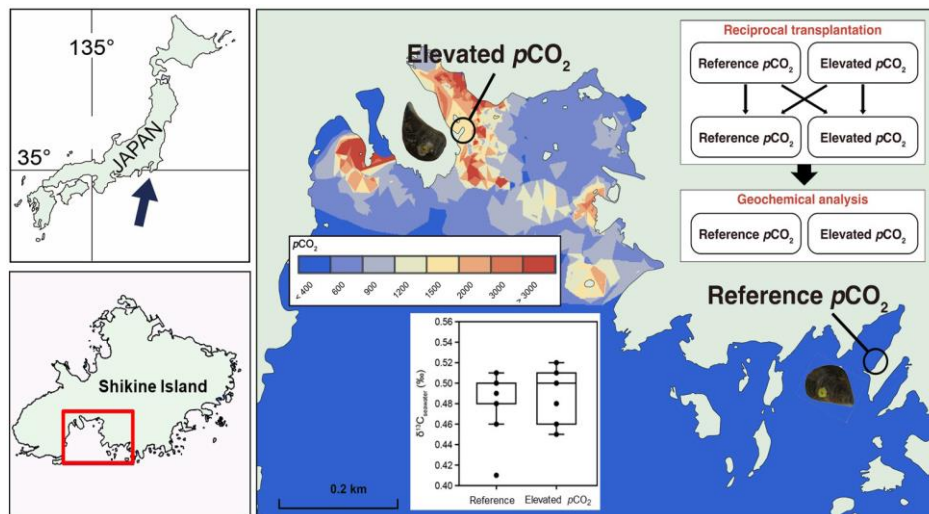 135°
35°
JAPAN
Shikine Island
Elevated pCO₂
pCO₂
< 400
600
900
1200
1500
2000
3000
> 3000
δ¹³Cseawater (‰)
0.56
0.54
0.52
0.50
0.48
0.46
0.44
0.42
0.40
Reference
Elevated pCO₂
0.2 km
Reciprocal transplantation
Reference pCO₂
Elevated pCO₂
Reference pCO₂
Elevated pCO₂
Geochemical analysis
Reference pCO₂
Elevated pCO₂
Reference pCO₂